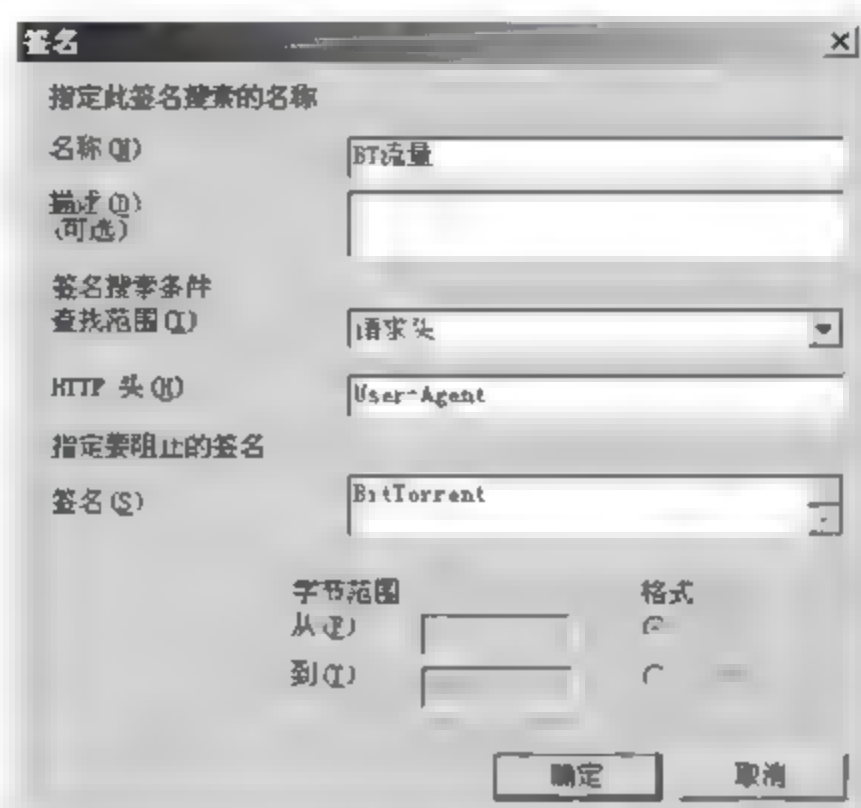 签名
指定此签名搜索的名称
名称(N) BT流量
描述(D)
(可选)
签名搜索条件
查找范围(I) 请求头
HTTP 头(H) User-Agent
指定要阻止的签名
签名(S) BitTorrent
字节范围 格式
从(F)
到(T)
确定 取消